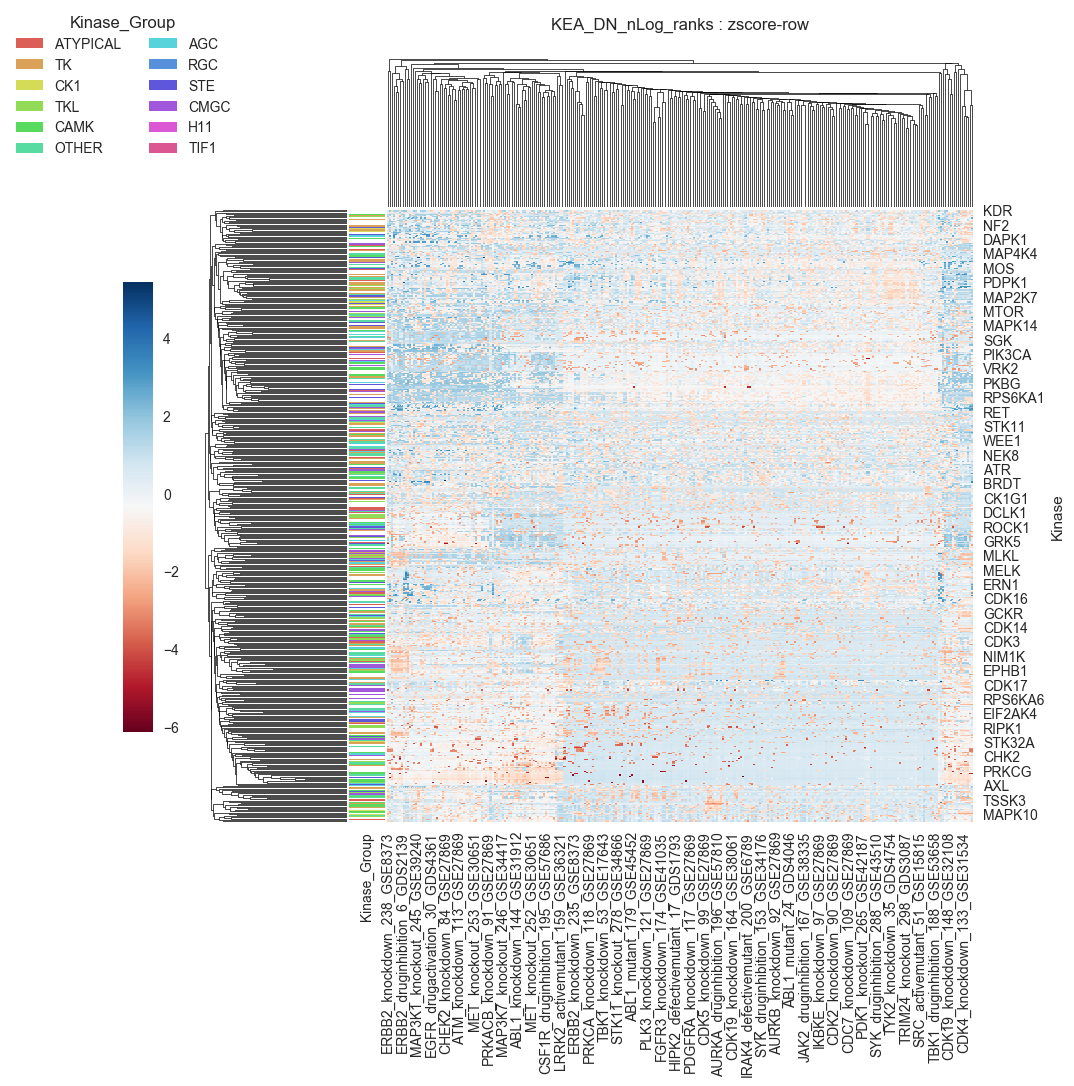 Kinase_Group
KEA_DN_nLog_ranks : zscore-row
ATYPICAL
TK
CK1
TKL
CAMK
OTHER
AGC
RGC
STE
CMGC
H11
TIF1
4
2
0
−2
−4
−6
KDR
NF2
DAPK1
MAP4K4
MOS
PDPK1
MAP2K7
MTOR
MAPK14
SGK
PIK3CA
VRK2
PKBG
RPS6KA1
RET
STK11
WEE1
NEK8
ATR
BRDT
CK1G1
DCLK1
ROCK1
GRK5
MLKL
MELK
ERN1
CDK16
GCKR
CDK14
CDK3
NIM1K
EPHB1
CDK17
RPS6KA6
EIF2AK4
RIPK1
STK32A
CHK2
PRKCG
AXL
TSSK3
MAPK10
Kinase
Kinase_Group
ERBB2_knockdown_238_GSE8373
ERBB2_druginhibition_6_GDS2139
MAP3K1_knockout_245_GSE39240
EGFR_drugactivation_30_GDS4361
CHEK2_knockdown_84_GSE27869
ATM_knockdown_113_GSE27869
MET_knockout_253_GSE30651
PRKACB_knockdown_91_GSE27869
MAP3K7_knockout_246_GSE34417
ABL1_knockdown_144_GSE31912
MET_knockout_252_GSE30651
CSF1R_druginhibition_195_GSE57686
LRRK2_activemutant_159_GSE36321
ERBB2_knockdown_235_GSE8373
PRKCA_knockdown_118_GSE27869
TBK1_knockdown_53_GSE17643
STK11_knockout_278_GSE34866
ABL1_mutant_179_GSE45452
PLK3_knockdown_121_GSE27869
FGFR3_knockdown_174_GSE41035
HIPK2_defectivemutant_17_GDS1793
PDGFRA_knockdown_117_GSE27869
CDK5_knockdown_99_GSE27869
AURKA_druginhibition_196_GSE57810
CDK19_knockdown_164_GSE38061
IRAK4_defectivemutant_200_GSE6789
SYK_druginhibition_153_GSE34176
AURKB_knockdown_92_GSE27869
ABL1_mutant_24_GDS4046
JAK2_druginhibition_167_GSE38335
IKBKE_knockdown_97_GSE27869
CDK2_knockdown_90_GSE27869
CDC7_knockdown_109_GSE27869
PDK1_knockout_265_GSE42187
SYK_druginhibition_288_GSE43510
TYK2_knockdown_35_GDS4754
TRIM24_knockout_298_GDS3087
SRC_activemutant_51_GSE15815
TBK1_druginhibition_188_GSE53658
CDK19_knockdown_148_GSE32108
CDK4_knockdown_133_GSE31534